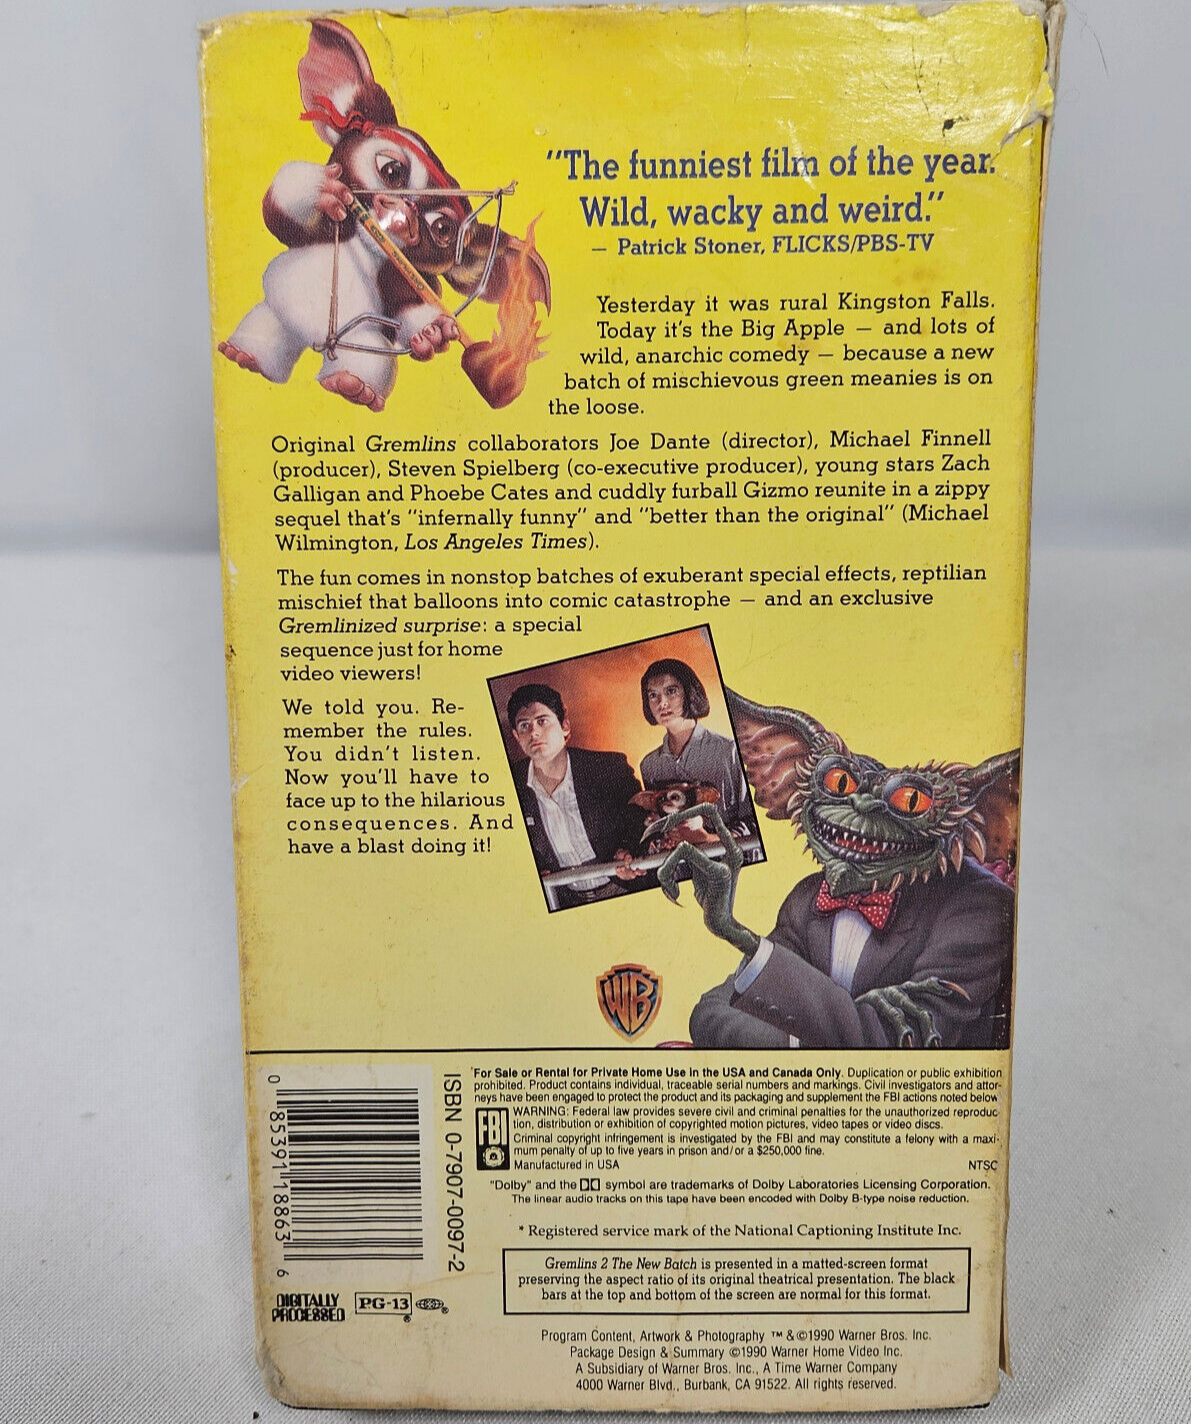 "The funniest film of the year.
Wild, wacky and weird."
— Patrick Stoner, FLICKS/PBS-TV
Yesterday it was rural Kingston Falls.
Today it's the Big Apple — and lots of
wild, anarchic comedy — because a new
batch of mischievous green meanies is on
the loose.
Original Gremlins collaborators Joe Dante (director), Michael Finnell
(producer), Steven Spielberg (co-executive producer), young stars Zach
Galligan and Phoebe Cates and cuddly furball Gizmo reunite in a zippy
sequel that's "infernally funny" and "better than the original" (Michael
Wilmington, Los Angeles Times).
The fun comes in nonstop batches of exuberant special effects, reptilian
mischief that balloons into comic catastrophe — and an exclusive
Gremlinized surprise: a special
sequence just for home
video viewers!
We told you. Re-
member the rules.
You didn't listen.
Now you'll have to
face up to the hilarious
consequences. And
have a blast doing it!
WB
0 85391 18863 6
ISBN 0-7907-0097-2
For Sale or Rental for Private Home Use in the USA and Canada Only. Duplication or public exhibition
prohibited. Product contains individual, traceable serial numbers and markings. Civil investigators and attor-
neys have been engaged to protect the product and its packaging and supplement the FBI actions noted below
FBI
WARNING: Federal law provides severe civil and criminal penalties for the unauthorized reproduc-
tion, distribution or exhibition of copyrighted motion pictures, video tapes or video discs.
Criminal copyright infringement is investigated by the FBI and may constitute a felony with a maxi-
mum penalty of up to five years in prison and/or a $250,000 fine.
Manufactured in USA NTSC
"Dolby" and the symbol are trademarks of Dolby Laboratories Licensing Corporation.
The linear audio tracks on this tape have been encoded with Dolby B-type noise reduction.
* Registered service mark of the National Captioning Institute Inc.
Gremlins 2 The New Batch is presented in a matted-screen format
preserving the aspect ratio of its original theatrical presentation. The black
bars at the top and bottom of the screen are normal for this format.
DIGITALLY
PROCESSED
PG-13 ®
®
Program Content, Artwork & Photography ™ & ©1990 Warner Bros. Inc.
Package Design & Summary ©1990 Warner Home Video Inc.
A Subsidiary of Warner Bros. Inc., A Time Warner Company
4000 Warner Blvd., Burbank, CA 91522. All rights reserved.